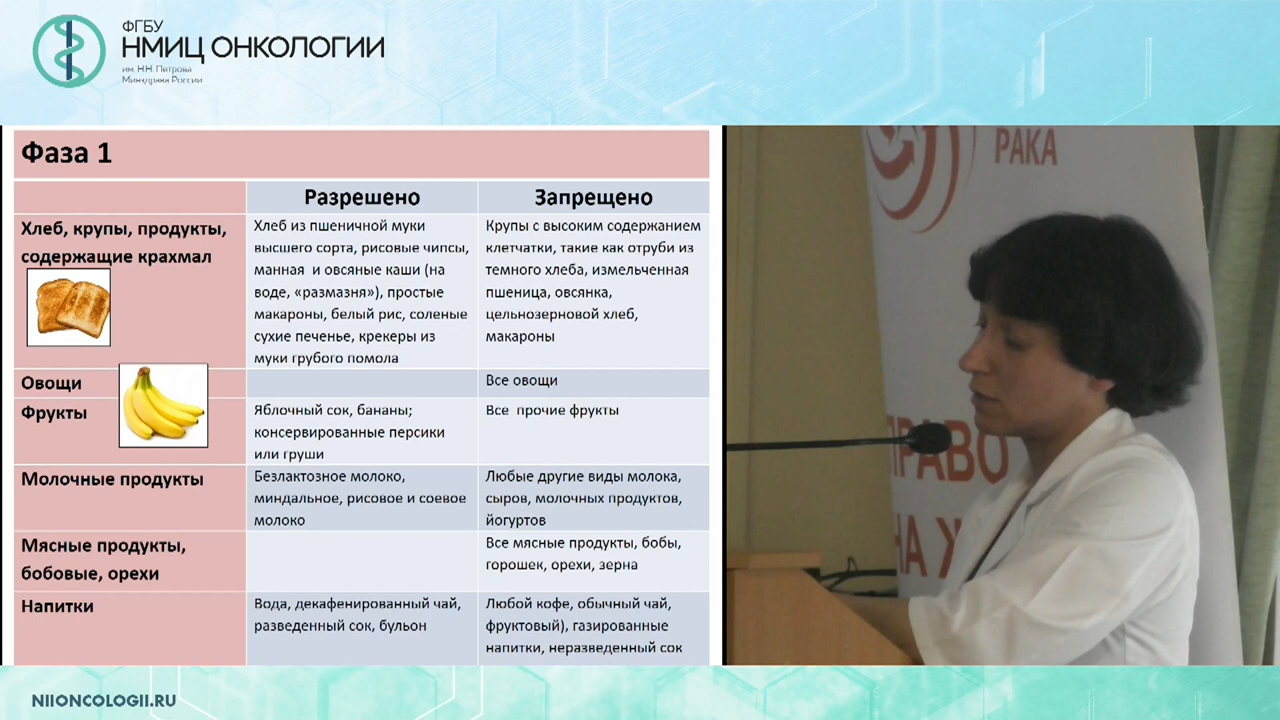 ФГБУ
НМИЦ ОНКОЛОГИИ
им. Н.Н. Петрова
Минздрава России
Фаза 1
Разрешено
Запрещено
Хлеб, крупы, продукты,
содержащие крахмал
Хлеб из пшеничной муки
высшего сорта, рисовые чипсы,
манная и овсяные каши (на
воде, «размазня»), простые
макароны, белый рис, соленые
сухие печенье, крекеры из
муки грубого помола
Крупы с высоким содержанием
клетчатки, такие как отруби из
темного хлеба, измельченная
пшеница, овсянка,
цельнозерновой хлеб,
макароны
Овощи
Все овощи
Фрукты
Яблочный сок, бананы;
консервированные персики
или груши
Все прочие фрукты
Молочные продукты
Безлактозное молоко,
миндальное, рисовое и соевое
молоко
Любые другие виды молока,
сыров, молочных продуктов,
йогуртов
Мясные продукты,
бобовые, орехи
Все мясные продукты, бобы,
горошек, орехи, зерна
Напитки
Вода, декафенированный чай,
разведенный сок, бульон
Любой кофе, обычный чай,
фруктовый), газированные
напитки, неразведенный сок
РАКА
ПРАВО
НА Ж
NIIONCOLOGII.RU